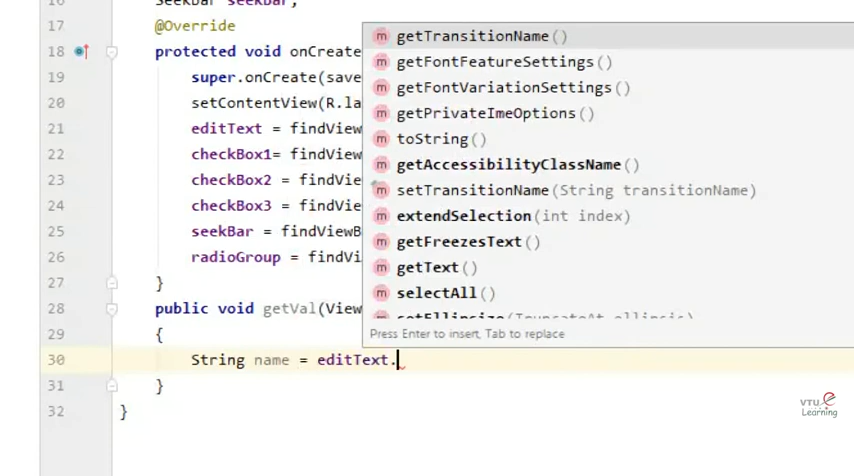 16 SeekBar seekBar;
17 @Override
18 protected void onCreate
19 super.onCreate(save
20 setContentView(R.la
21 editText = findView
22 checkBox1= findView
23 checkBox2 = findVie
24 checkBox3 = findVie
25 seekBar = findViewB
26 radioGroup = findVi
27 }
28 public void getVal(View
29 {
30 String name = editText.
31 }
32 }
m getTransitionName()
m getFontFeatureSettings()
m getFontVariationSettings()
m getPrivateImeOptions()
m toString()
m getAccessibilityClassName()
m setTransitionName(String transitionName)
m extendSelection(int index)
m getFreezesText()
m getText()
m selectAll()
m setEllipsize(TruncateAt ellipsis)
Press Enter to insert, Tab to replace
VTU e
Learning